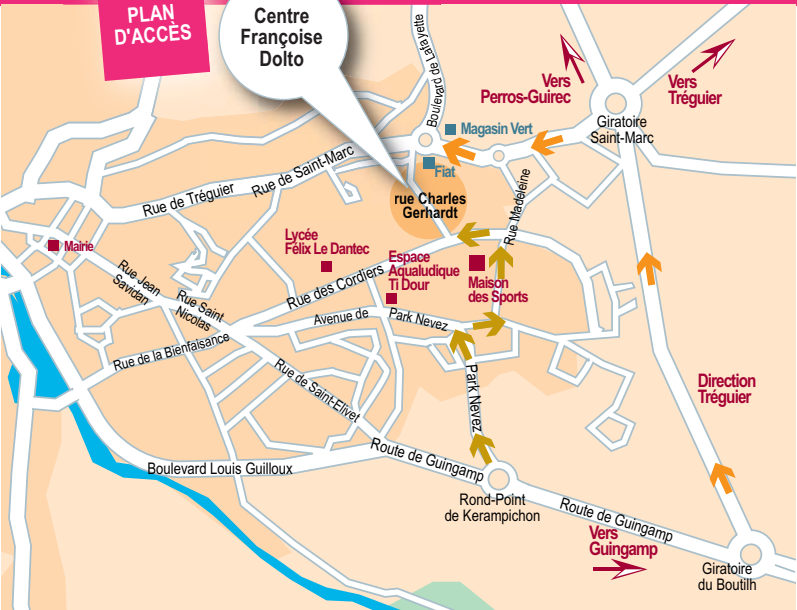 PLAN
D'ACCÈS
Centre
Françoise
Dolto
Boulevard de Lafayette
Vers
Perros-Guirec
Vers
Tréguier
Magasin Vert
Giratoire
Saint-Marc
Fiat
Rue de Saint-Marc
Rue de Tréguier
rue Charles
Gerhardt
Rue Madeleine
Mairie
Lycée
Félix Le Dantec
Espace
Aqualudique
Ti Dour
Maison
des Sports
Rue Jean
Savidan
Rue Saint
Nicolas
Rue des Cordiers
Avenue de Park Nevez
Rue de la Bienfaisance
Rue de Saint-Elivet
Park Nevez
Direction
Tréguier
Boulevard Louis Guilloux
Route de Guingamp
Rond-Point
de Kerampichon
Route de Guingamp
Vers
Guingamp
Giratoire
du Boutilh